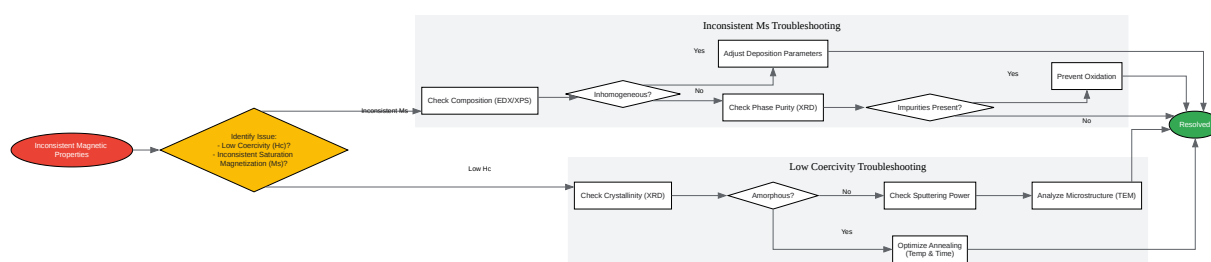 Inconsistent Ms Troubleshooting
Yes
Adjust Deposition Parameters
Yes
Prevent Oxidation
Check Composition (EDX/XPS)
Inhomogeneous?
No
Inconsistent Ms
Check Phase Purity (XRD)
Impurities Present?
No
Resolved
Inconsistent Magnetic
Properties
Identify Issue:
- Low Coercivity (Hc)?
- Inconsistent Saturation
Magnetization (Ms)?
Low Coercivity Troubleshooting
Low Hc
Check Crystallinity (XRD)
Amorphous?
No
Check Sputtering Power
Analyze Microstructure (TEM)
Yes
Optimize Annealing
(Temp & Time)